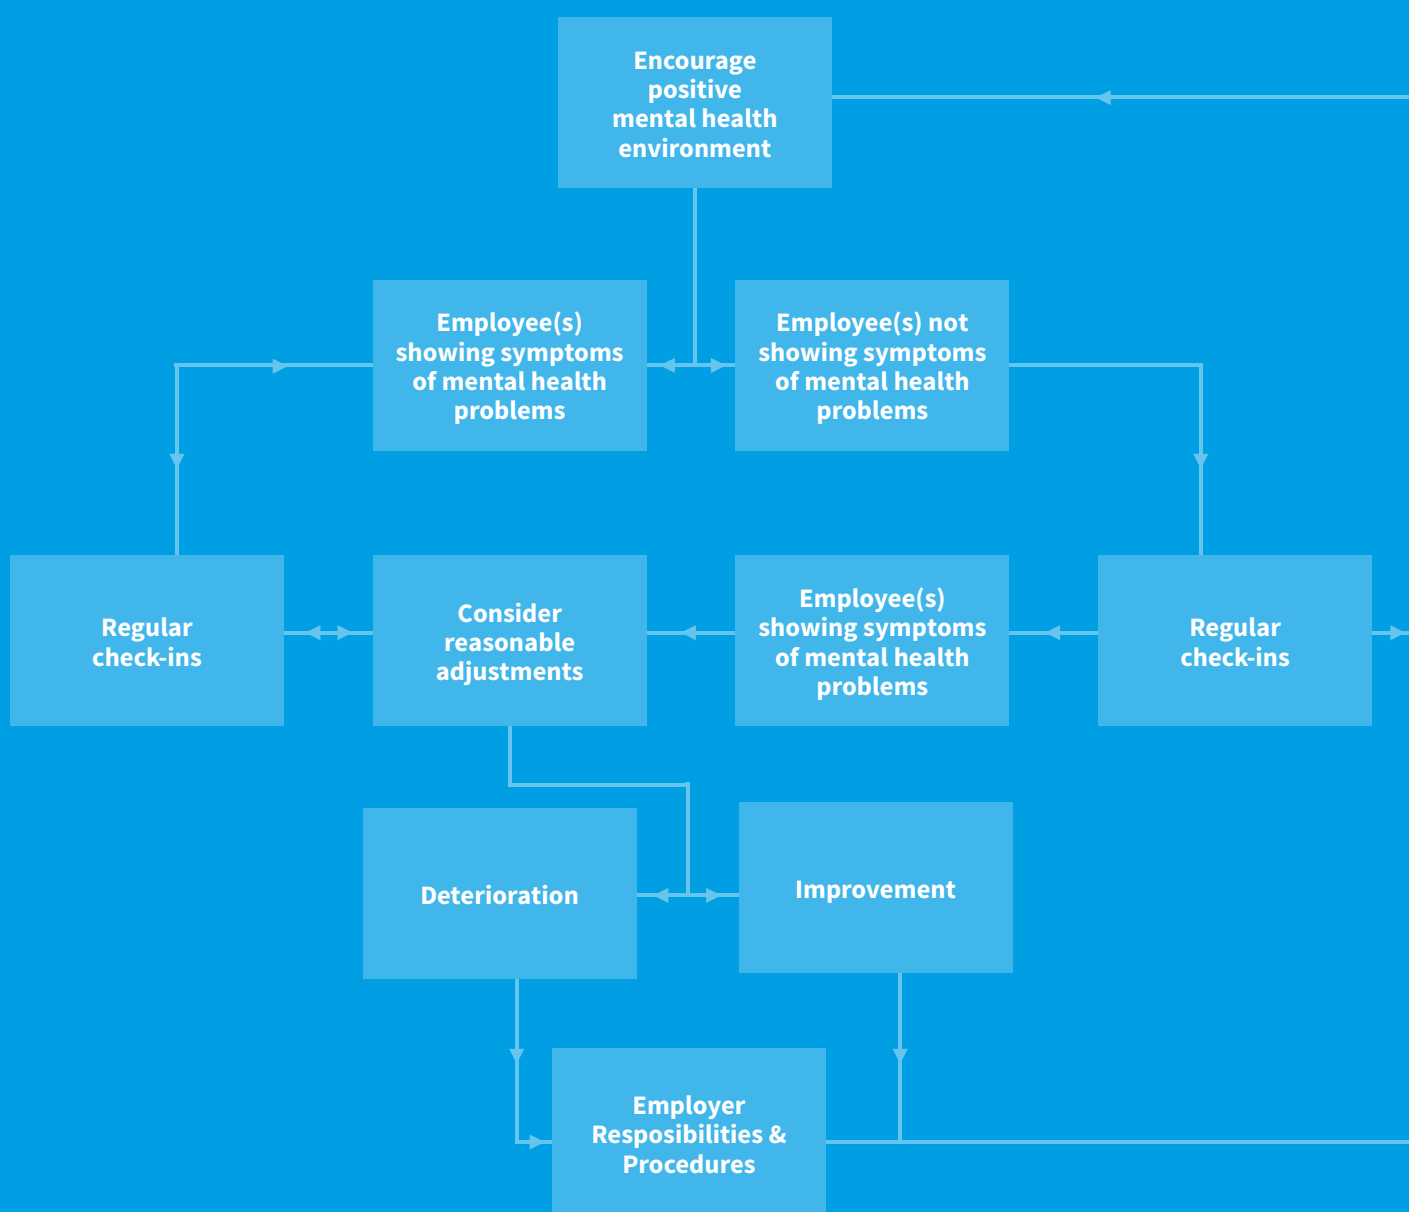 Encourage
positive
mental health
environment
Employee(s)
showing symptoms
of mental health
problems
Employee(s) not
showing symptoms
of mental health
problems
Regular
check-ins
Consider
reasonable
adjustments
Employee(s)
showing symptoms
of mental health
problems
Regular
check-ins
Deterioration
Improvement
Employer
Resposibilities &
Procedures